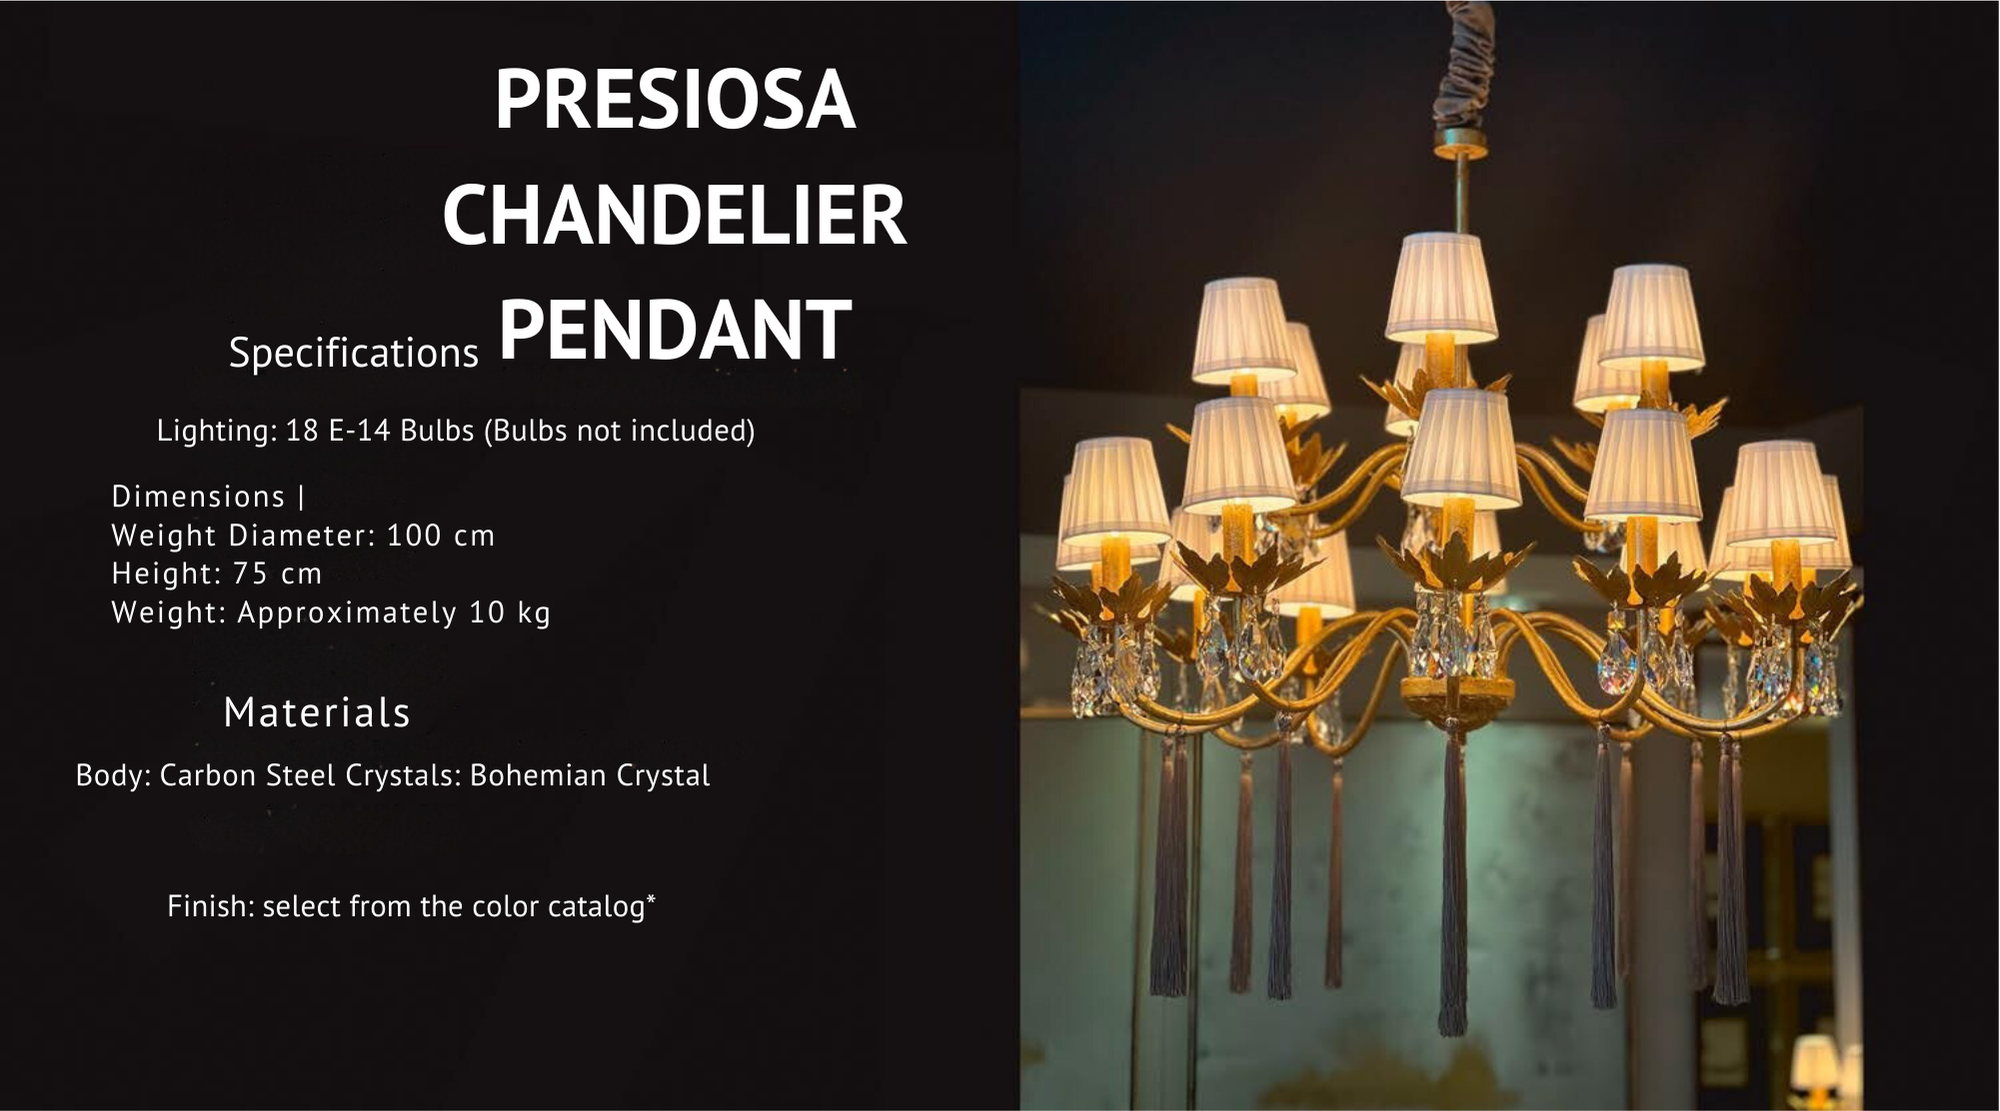 PRESIOSA
CHANDELIER
PENDANT
Specifications
Lighting: 18 E-14 Bulbs (Bulbs not included)
Dimensions |
Weight Diameter: 100 cm
Height: 75 cm
Weight: Approximately 10 kg
Materials
Body: Carbon Steel Crystals: Bohemian Crystal
Finish: select from the color catalog*